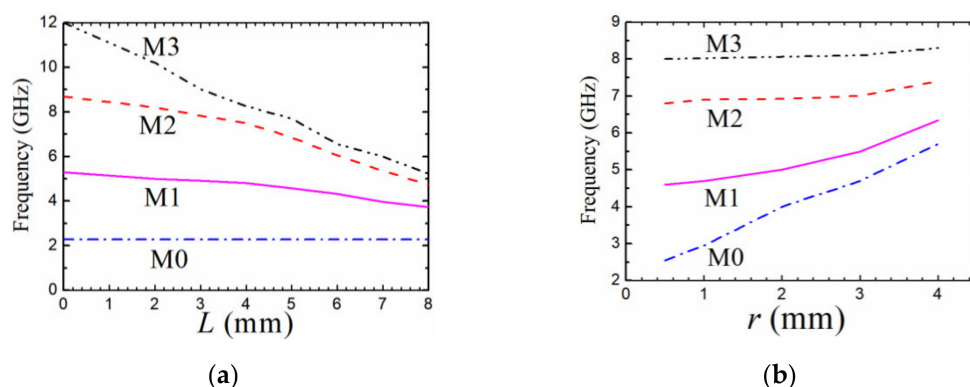 12
10
8
6
4
2
0
Frequency (GHz)
M3
M2
M1
M0
0 1 2 3 4 5 6 7 8
L (mm)
(a)
9
8
7
6
5
4
3
2
Frequency (GHz)
M3
M2
M1
M0
0 1 2 3 4
r (mm)
(b)